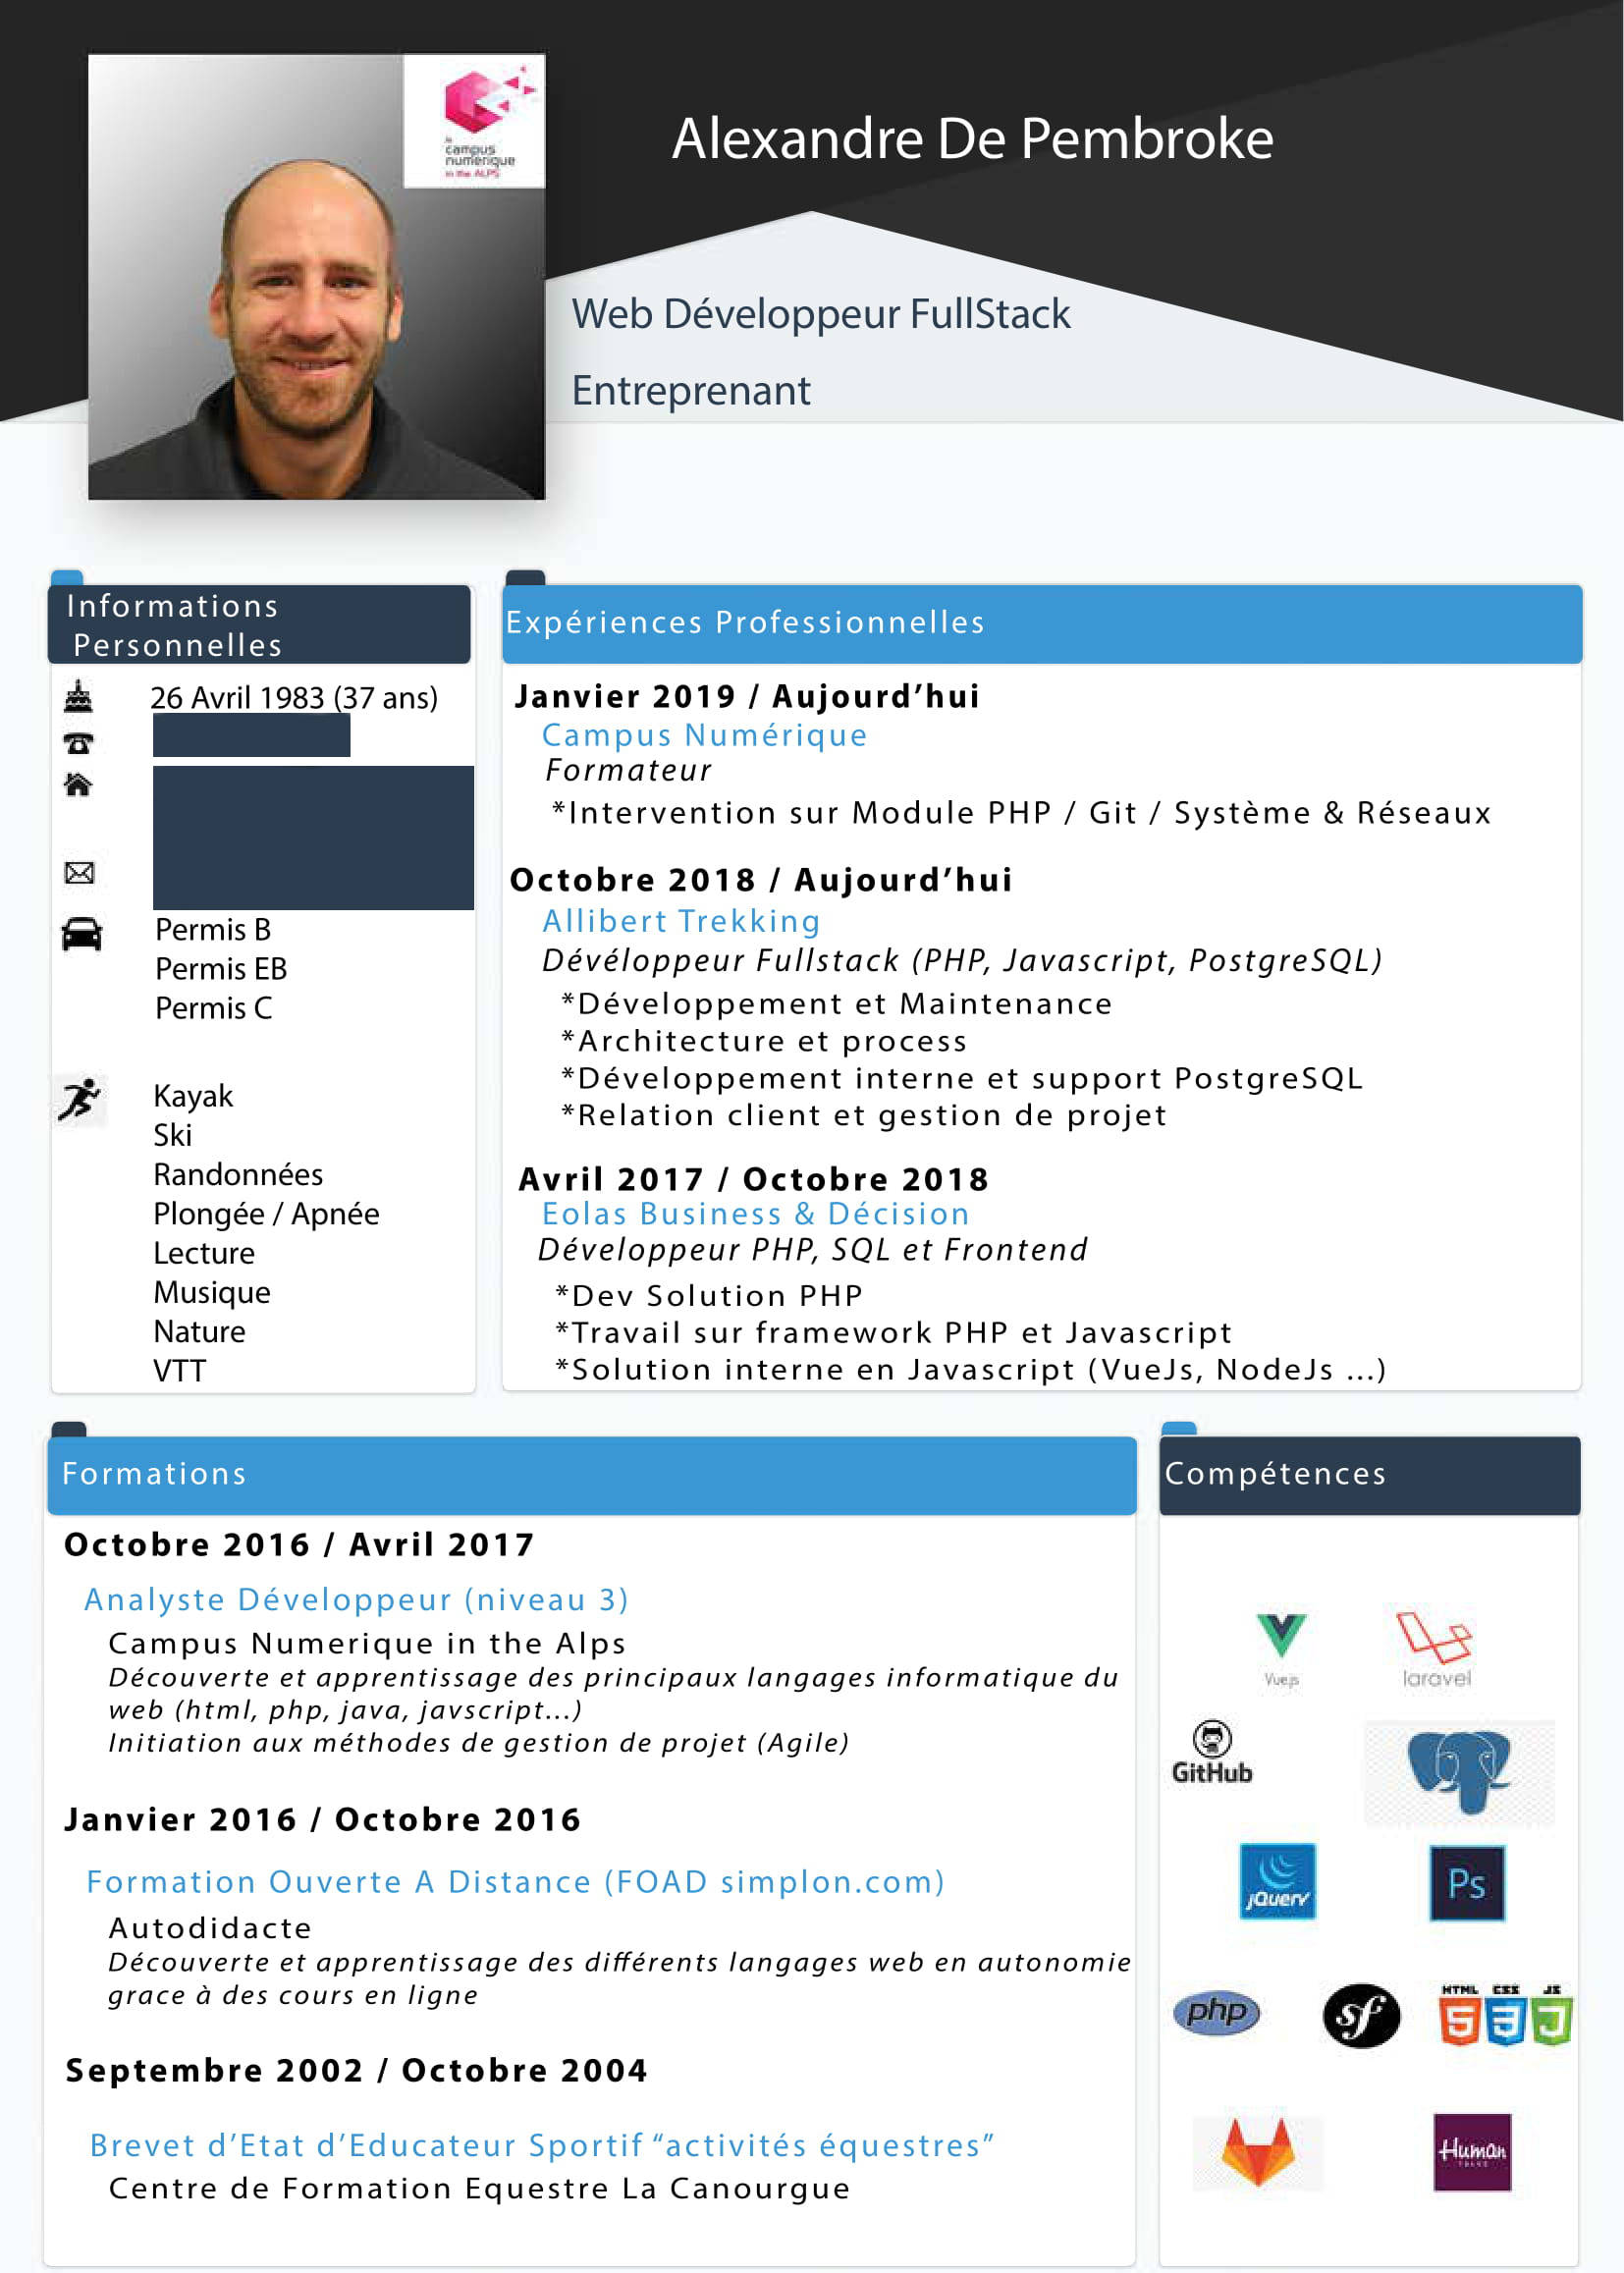 le
campus
numérique
in the ALPS
Alexandre De Pembroke
Web Développeur FullStack
Entreprenant
Informations
Personnelles
26 Avril 1983 (37 ans)
Permis B
Permis EB
Permis C
Kayak
Ski
Randonnées
Plongée / Apnée
Lecture
Musique
Nature
VTT
Expériences Professionnelles
Janvier 2019 / Aujourd’hui
Campus Numérique
Formateur
*Intervention sur Module PHP / Git / Système & Réseaux
Octobre 2018 / Aujourd’hui
Allibert Trekking
Dévéloppeur Fullstack (PHP, Javascript, PostgreSQL)
*Développement et Maintenance
*Architecture et process
*Développement interne et support PostgreSQL
*Relation client et gestion de projet
Avril 2017 / Octobre 2018
Eolas Business & Décision
Développeur PHP, SQL et Frontend
*Dev Solution PHP
*Travail sur framework PHP et Javascript
*Solution interne en Javascript (VueJs, NodeJs ...)
Formations
Octobre 2016 / Avril 2017
Analyste Développeur (niveau 3)
Campus Numerique in the Alps
Découverte et apprentissage des principaux langages informatique du
web (html, php, java, javscript...)
Initiation aux méthodes de gestion de projet (Agile)
Janvier 2016 / Octobre 2016
Formation Ouverte A Distance (FOAD simplon.com)
Autodidacte
Découverte et apprentissage des différents langages web en autonomie
grace à des cours en ligne
Septembre 2002 / Octobre 2004
Brevet d’Etat d’Educateur Sportif “activités équestres”
Centre de Formation Equestre La Canourgue
Compétences
Vue.js
laravel
GitHub
jQuery
Ps
php
sf
HTML CSS JS
5 3 J
Human
TALKS